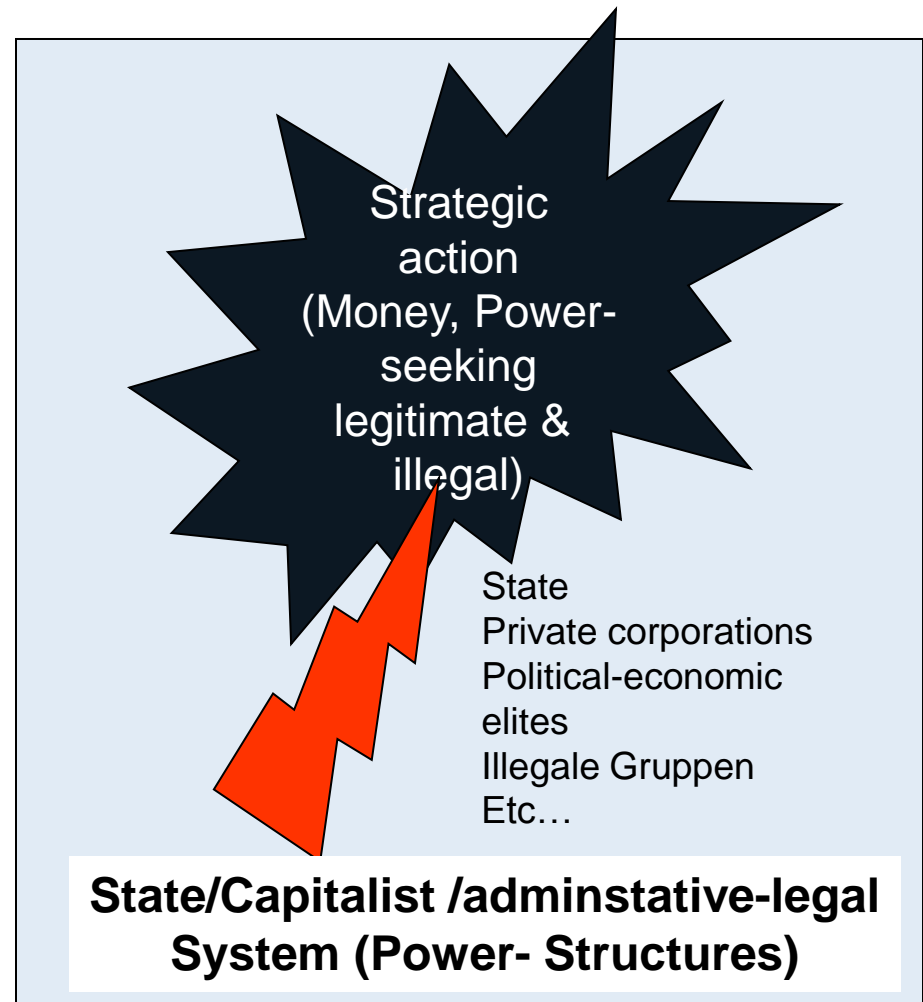 Strategic
action
(Money, Power-
seeking
legitimate &
illegal)
State
Private corporations
Political-economic
elites
Illegale Gruppen
Etc…
State/Capitalist /adminstative-legal
System (Power- Structures)